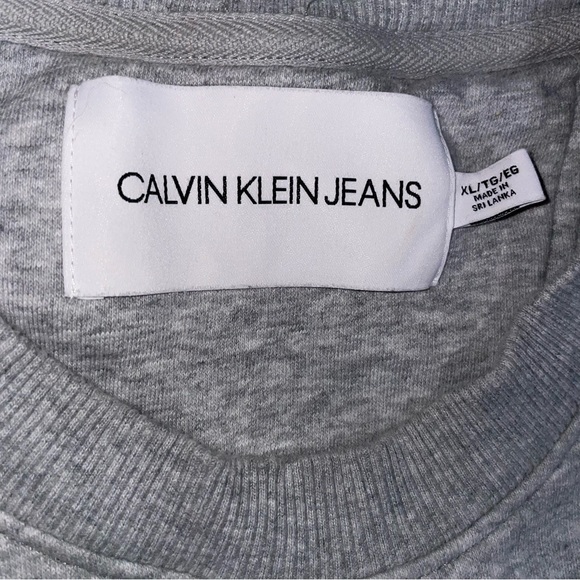 CALVIN KLEIN JEANS
XL/TG/EG
MADE IN
SRI LANKA